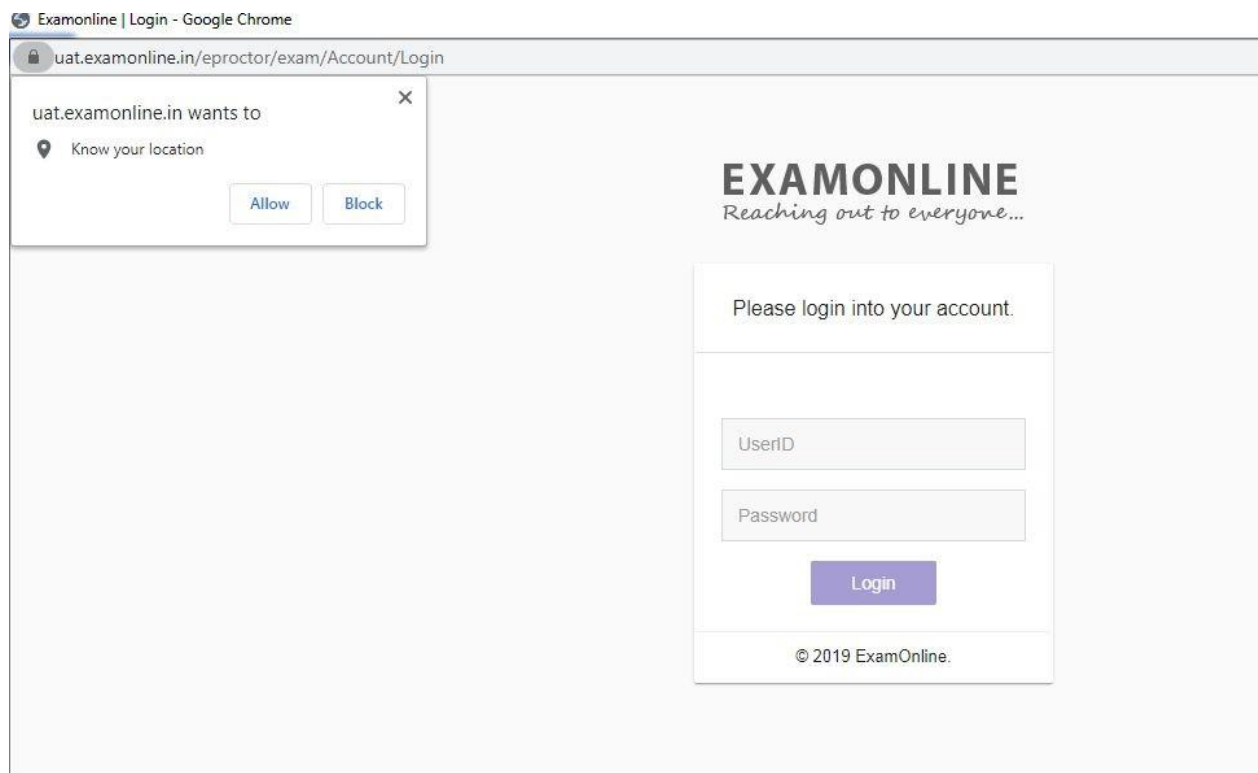 Examonline | Login - Google Chrome
uat.examonline.in/eproctor/exam/Account/Login
uat.examonline.in wants to
Know your location
Allow Block
EXAMONLINE
Reaching out to everyone...
Please login into your account.
UserID
Password
Login
© 2019 ExamOnline.